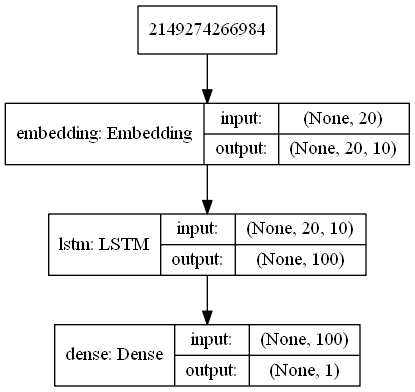 2149274266984
embedding: Embedding
input:
(None, 20)
output:
(None, 20, 10)
lstm: LSTM
input:
(None, 20, 10)
output:
(None, 100)
dense: Dense
input:
(None, 100)
output:
(None, 1)